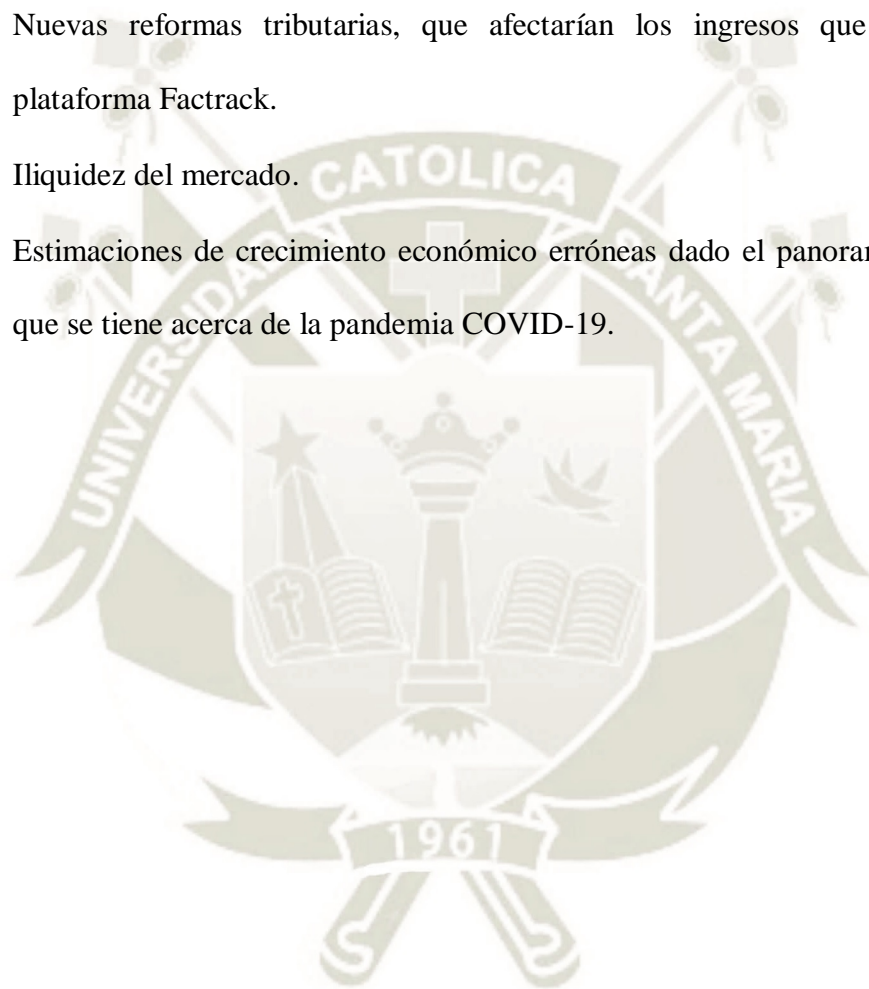 Nuevas reformas tributarias, que afectarían los ingresos que
plataforma Factrack.
Iliquidez del mercado.
Estimaciones de crecimiento económico erróneas dado el
que se tiene acerca de la pandemia COVID-19.
UNIVERSIDAD CATOLICA SANTA MARIA
1961